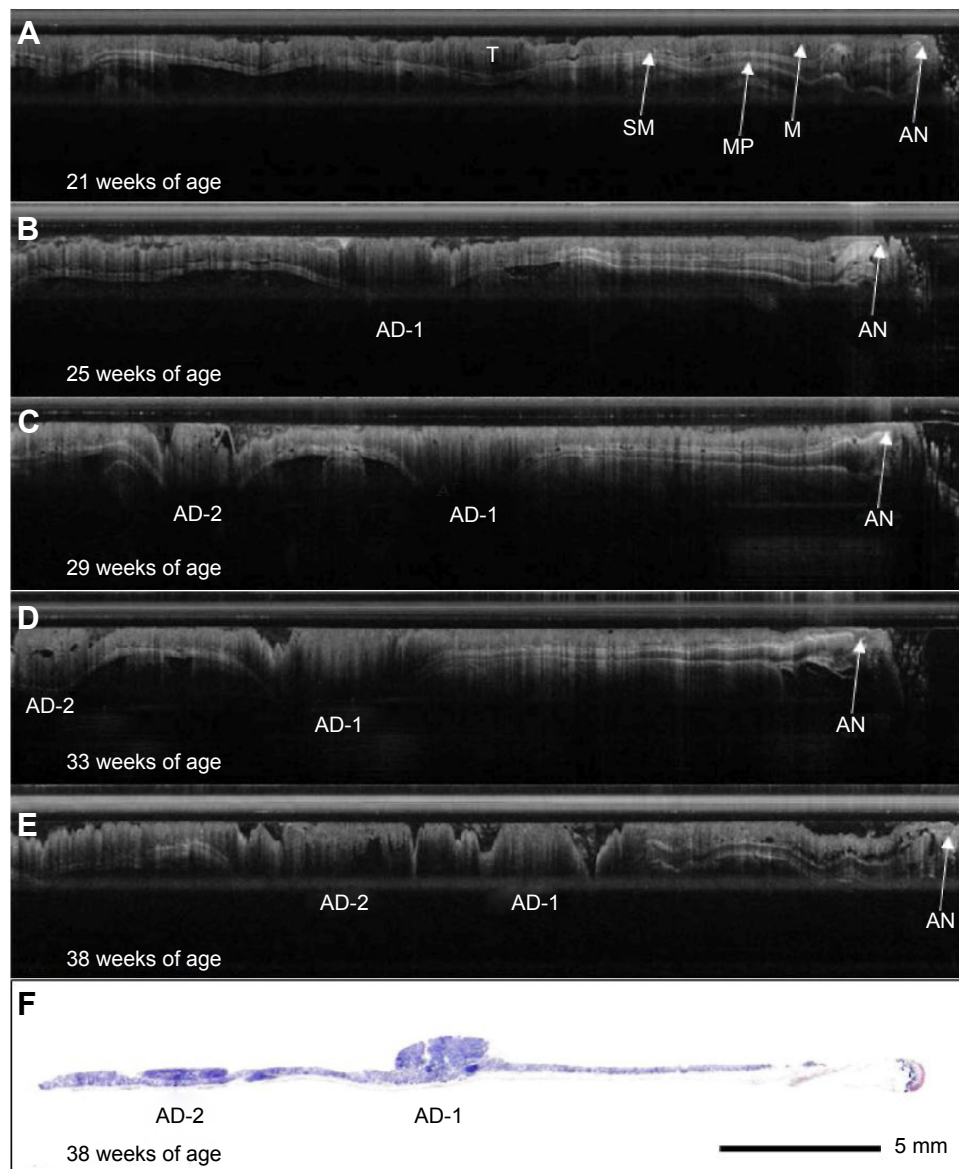 A
T
SM
MP
M
AN
21 weeks of age
B
AD-1
AN
25 weeks of age
C
AD-2
AD-1
AN
29 weeks of age
D
AD-2
AD-1
AN
33 weeks of age
E
AD-2
AD-1
AN
38 weeks of age
F
AD-2
AD-1
38 weeks of age
5 mm